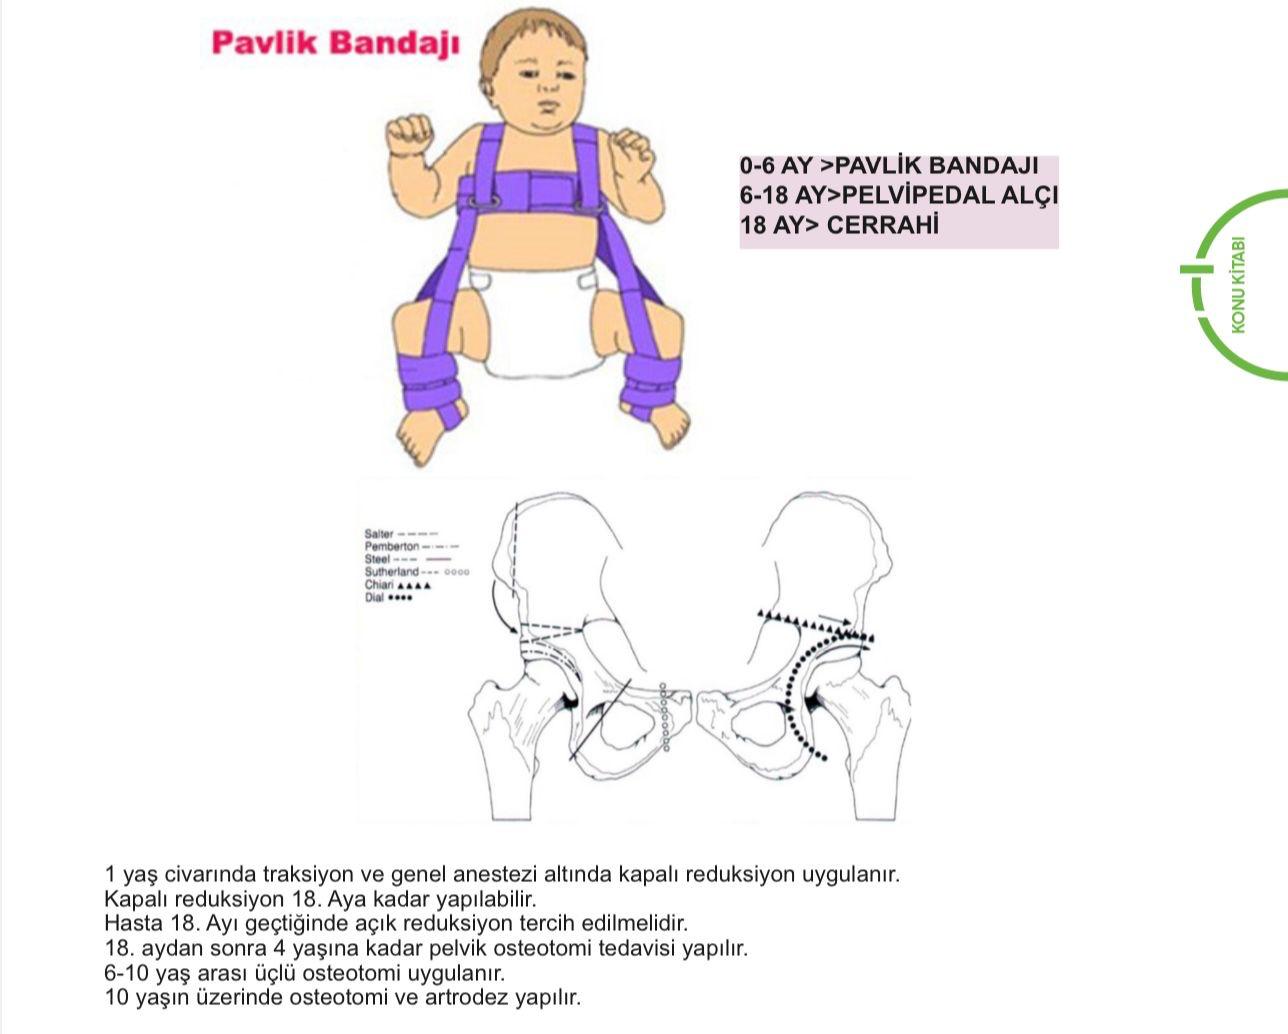 Pavlik Bandajı
0-6 AY >PAVLİK BANDAJI
6-18 AY>PELVİPEDAL ALÇI
18 AY> CERRAHİ
KONU KİTABI
Salter
Pemberton
Steel
Sutherland
Chiari
Dial
1 yaş civarında traksiyon ve genel anestezi altında kapalı reduksiyon uygulanır.
Kapalı reduksiyon 18. Aya kadar yapılabilir.
Hasta 18. Ayı geçtiğinde açık reduksiyon tercih edilmelidir.
18. aydan sonra 4 yaşına kadar pelvik osteotomi tedavisi yapılır.
6-10 yaş arası üçlü osteotomi uygulanır.
10 yaşın üzerinde osteotomi ve artrodez yapılır.